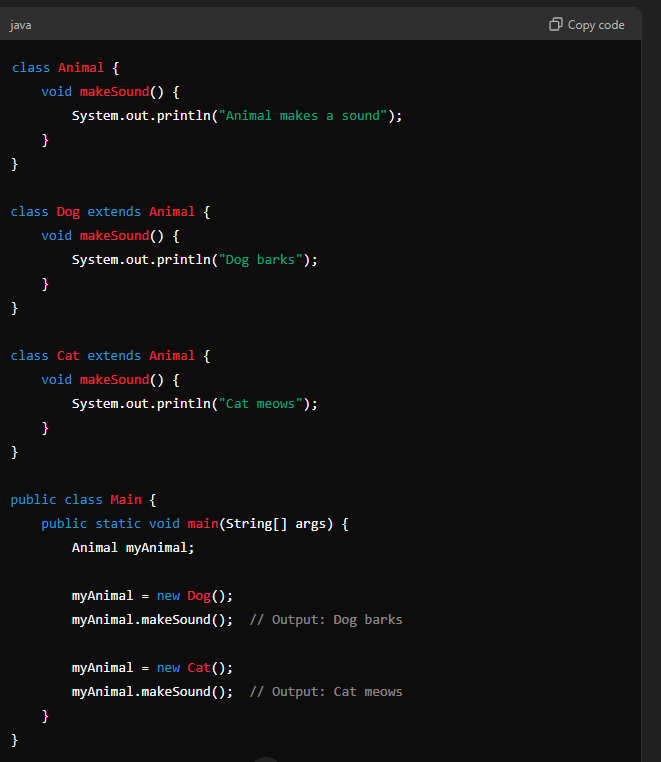 java
Copy code
class Animal {
    void makeSound() {
        System.out.println("Animal makes a sound");
    }
}

class Dog extends Animal {
    void makeSound() {
        System.out.println("Dog barks");
    }
}

class Cat extends Animal {
    void makeSound() {
        System.out.println("Cat meows");
    }
}

public class Main {
    public static void main(String[] args) {
        Animal myAnimal;

        myAnimal = new Dog();
        myAnimal.makeSound();  // Output: Dog barks

        myAnimal = new Cat();
        myAnimal.makeSound();  // Output: Cat meows
    }
}